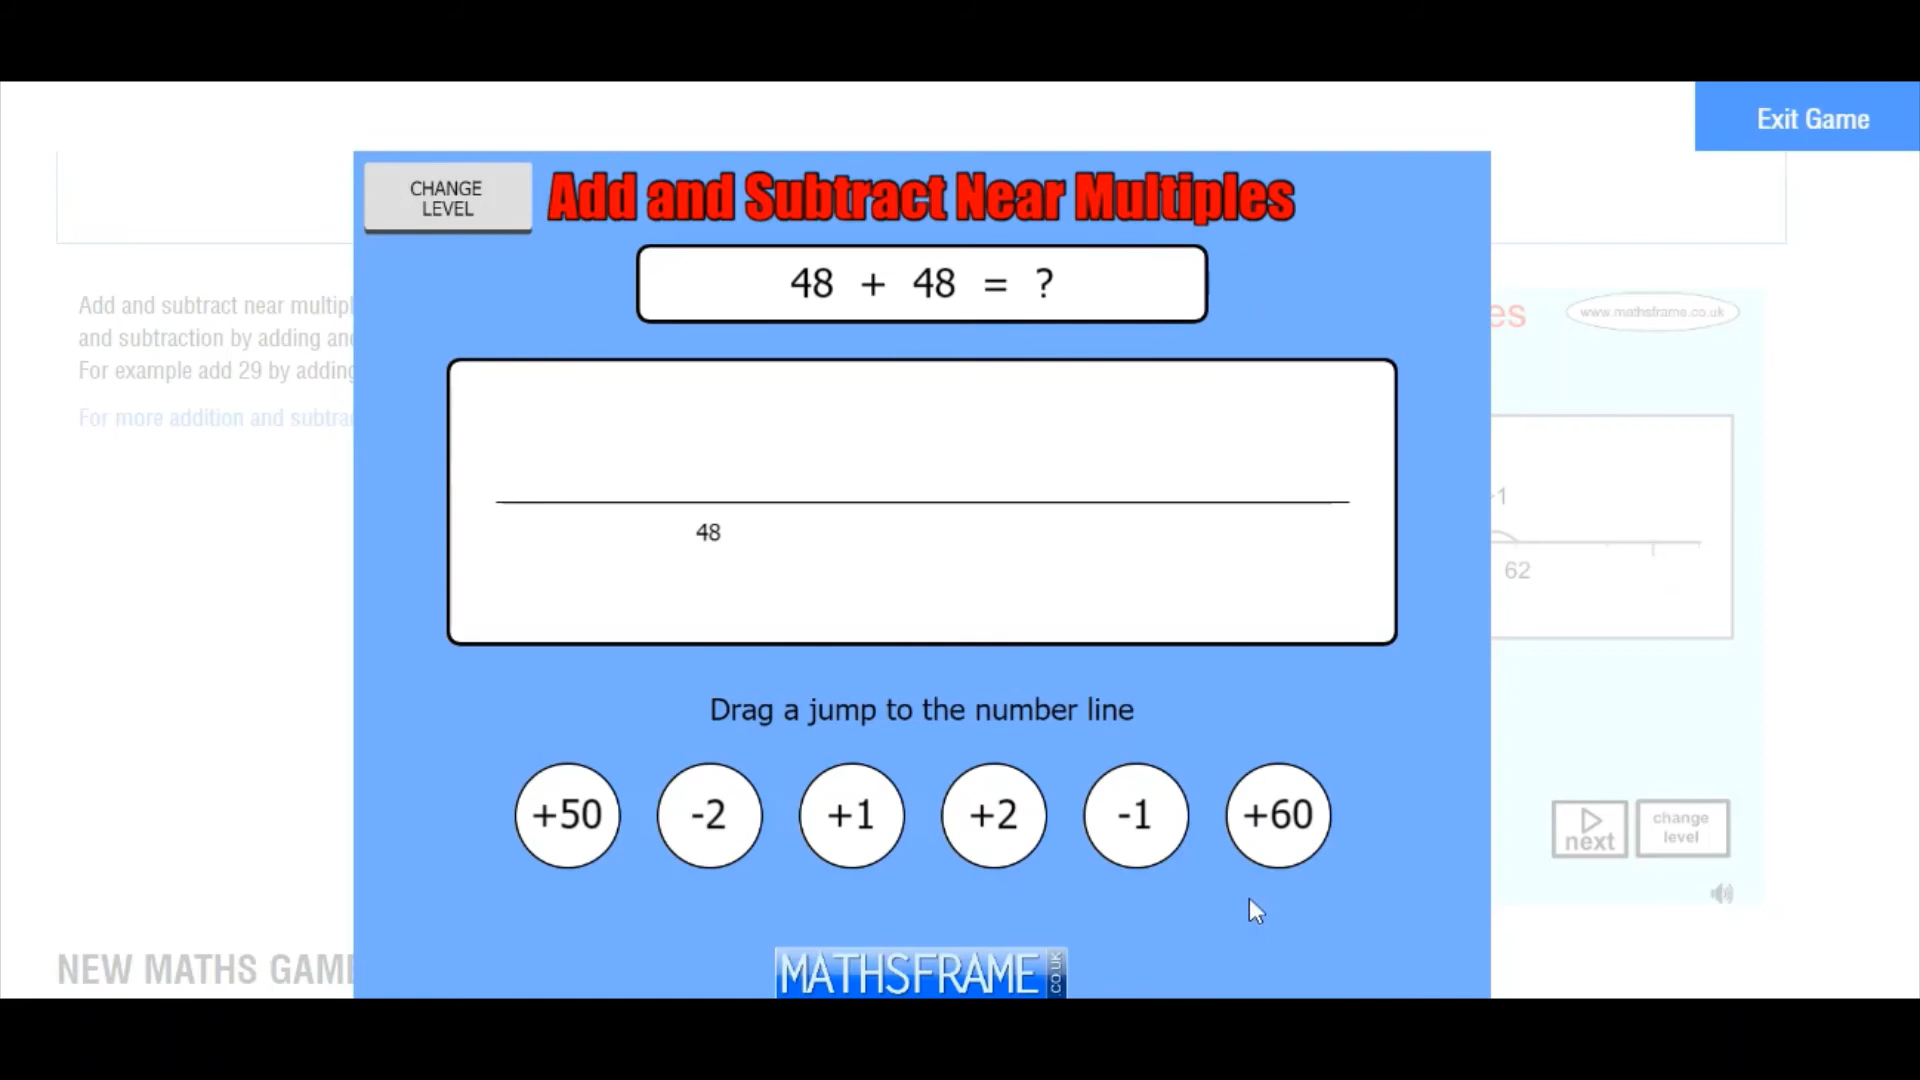 Exit Game
CHANGE
LEVEL
Add and Subtract Near Multiples
48 + 48 = ?
Add and subtract near multipl
and subtraction by adding an
For example add 29 by adding
For more addition and subtra
es
www.mathsframe.co.uk
48
-1
62
Drag a jump to the number line
+50 -2 +1 +2 -1 +60
next
change
level
NEW MATHS GAME
MATHSFRAME .CO.UK